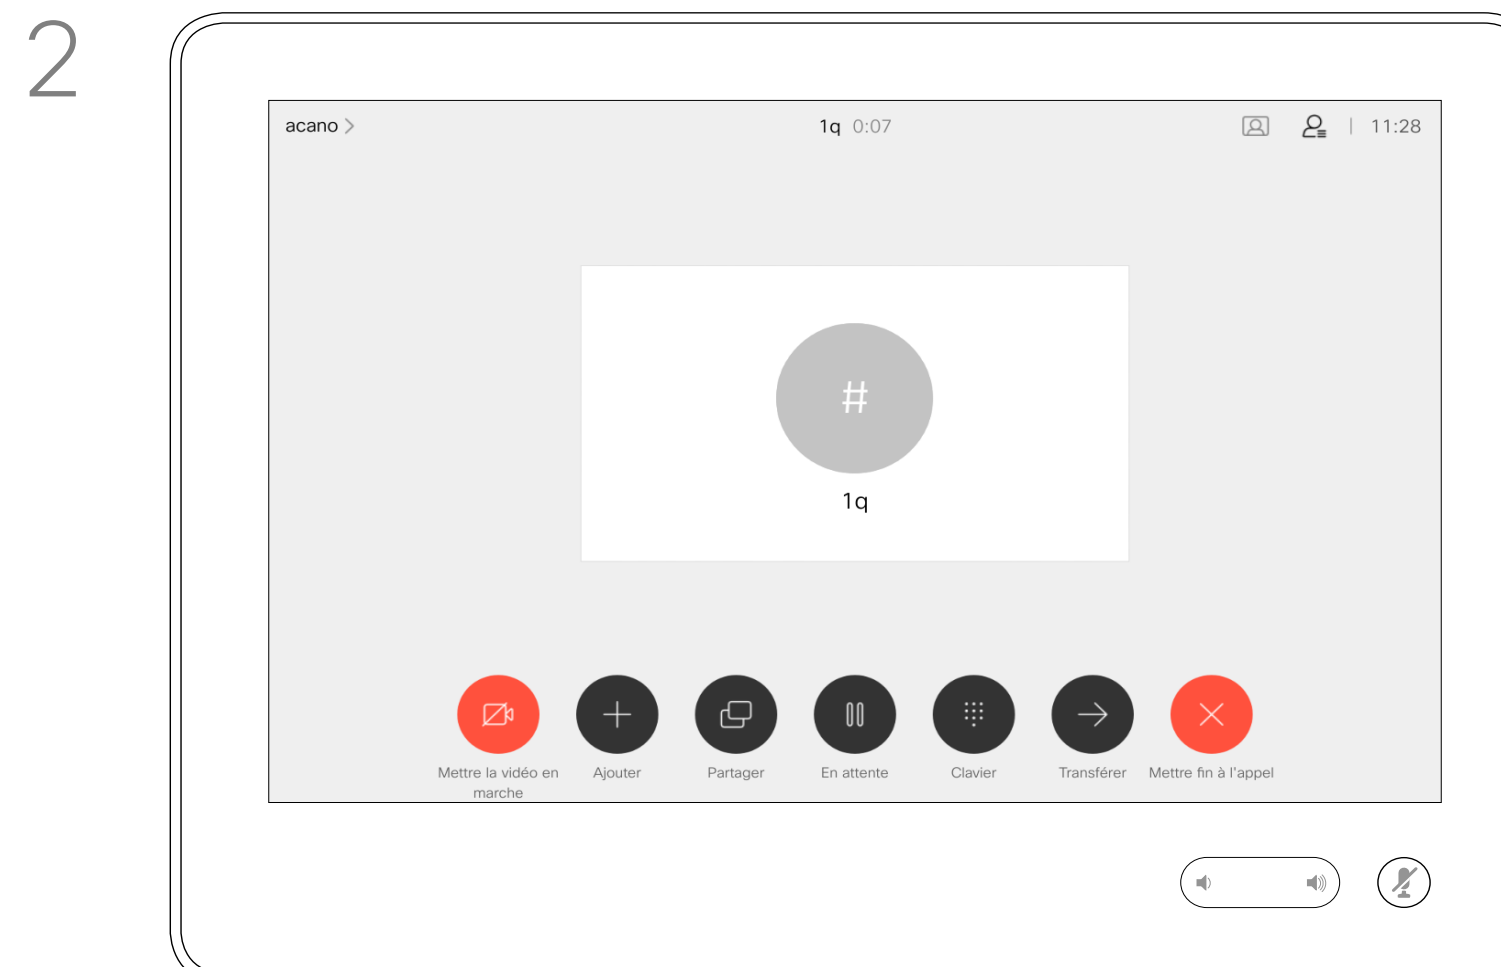 2
acano
1q 0:07
11:28
#
1q
Mettre la vidéo en
marche
Ajouter
Partager
En attente
Clavier
Transférer
Mettre fin à l'appel